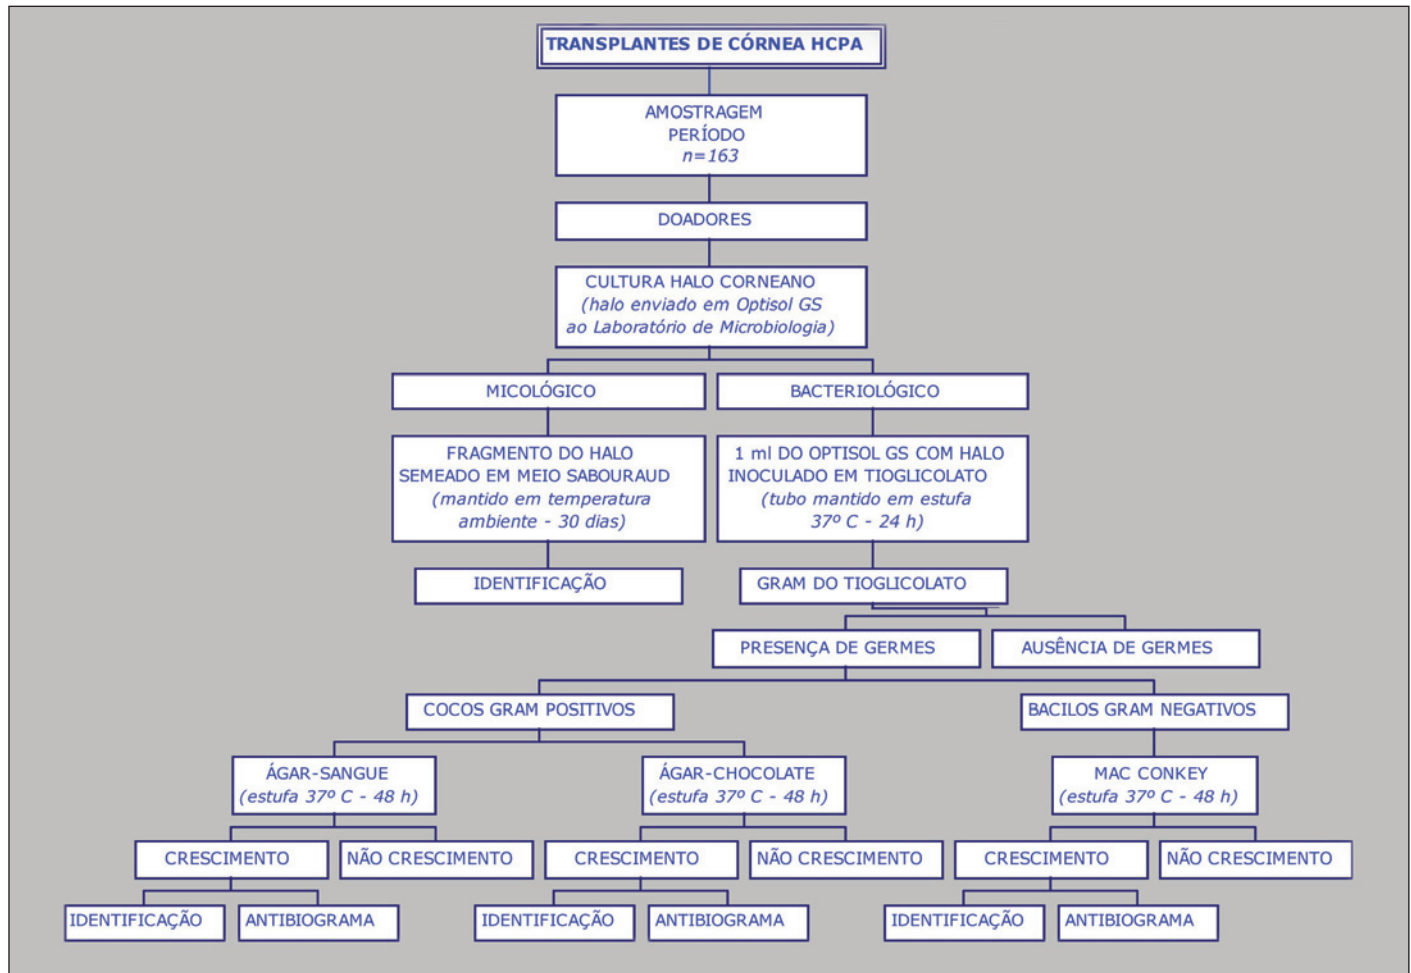 TRANSPLANTES DE CÓRNEA HCPA
AMOSTRAGEM
PERÍODO
n=163
DOADORES
CULTURA HALO CORNEANO
(halo enviado em Optisol GS
ao Laboratório de Microbiologia)
MICOLÓGICO
BACTERIOLÓGICO
FRAGMENTO DO HALO
SEMEADO EM MEIO SABOURAUD
(mantido em temperatura
ambiente - 30 dias)
1 ml DO OPTISOL GS COM HALO
INOCULADO EM TIOGLICOLATO
(tubo mantido em estufa
37º C - 24 h)
IDENTIFICAÇÃO
GRAM DO TIOGLICOLATO
PRESENÇA DE GERMES
AUSÊNCIA DE GERMES
COCOS GRAM POSITIVOS
BACILOS GRAM NEGATIVOS
ÁGAR-SANGUE
(estufa 37º C - 48 h)
ÁGAR-CHOCOLATE
(estufa 37º C - 48 h)
MAC CONKEY
(estufa 37º C - 48 h)
CRESCIMENTO
NÃO CRESCIMENTO
CRESCIMENTO
NÃO CRESCIMENTO
CRESCIMENTO
NÃO CRESCIMENTO
IDENTIFICAÇÃO
ANTIBIOGRAMA
IDENTIFICAÇÃO
ANTIBIOGRAMA
IDENTIFICAÇÃO
ANTIBIOGRAMA